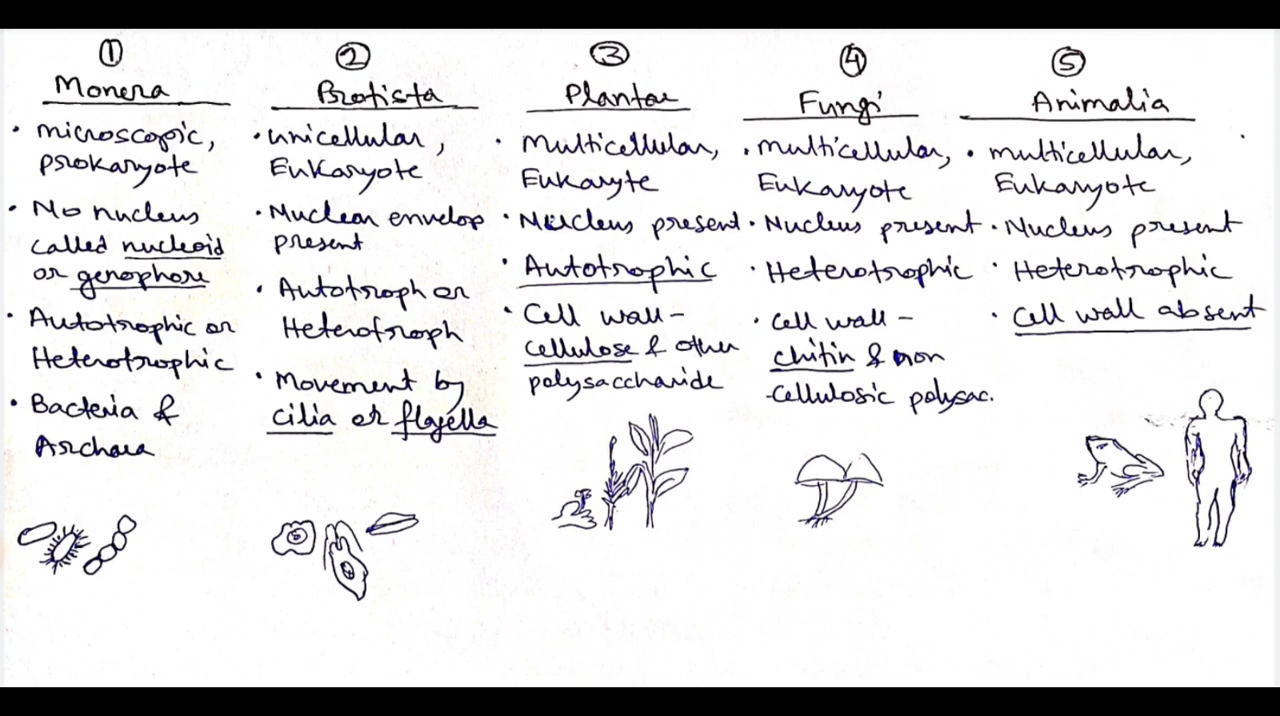 ①
Monera
• microscopic,
prokaryote
• No nucleus
called nucleoid
or genophore
• Autotrophic or
Heterotrophic
• Bacteria &
Archaea
②
Protista
• unicellular,
Eukaryote
• Nuclear envelop
present
• Autotroph or
Heterotroph
• Movement by
cilia or flagella
③
Plantae
• Multicellular,
Eukaryte
• Nucleus present
• Autotrophic
• Cell wall -
cellulose & other
polysaccharide
④
Fungi
• multicellular,
Eukaryote
• Nucleus present
• Heterotrophic
• Cell wall -
chitin & non
-cellulosic polysac.
⑤
Animalia
• multicellular,
Eukaryote
• Nucleus present
• Heterotrophic
• Cell wall absent